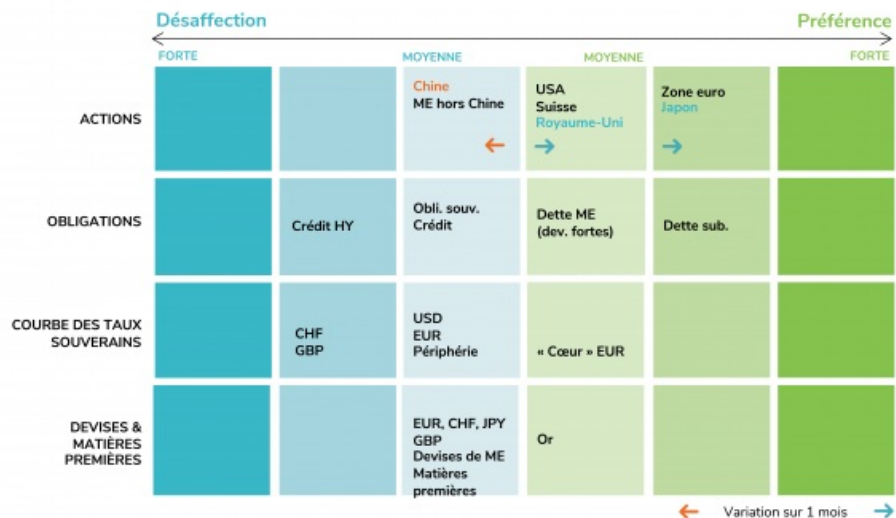 Désaffection
Préférence
FORTE
MOYENNE
MOYENNE
FORTE
ACTIONS
Chine
ME hors Chine
←
USA
Suisse
Royaume-Uni
→
Zone euro
Japon
→
OBLIGATIONS
Crédit HY
Obli. souv.
Crédit
Dette ME
(dev. fortes)
Dette sub.
COURBE DES TAUX
SOUVERAINS
CHF
GBP
USD
EUR
Périphérie
« Cœur » EUR
DEVISES &
MATIÈRES
PREMIÈRES
EUR, CHF, JPY
GBP
Devises de ME
Matières
premières
Or
← Variation sur 1 mois →